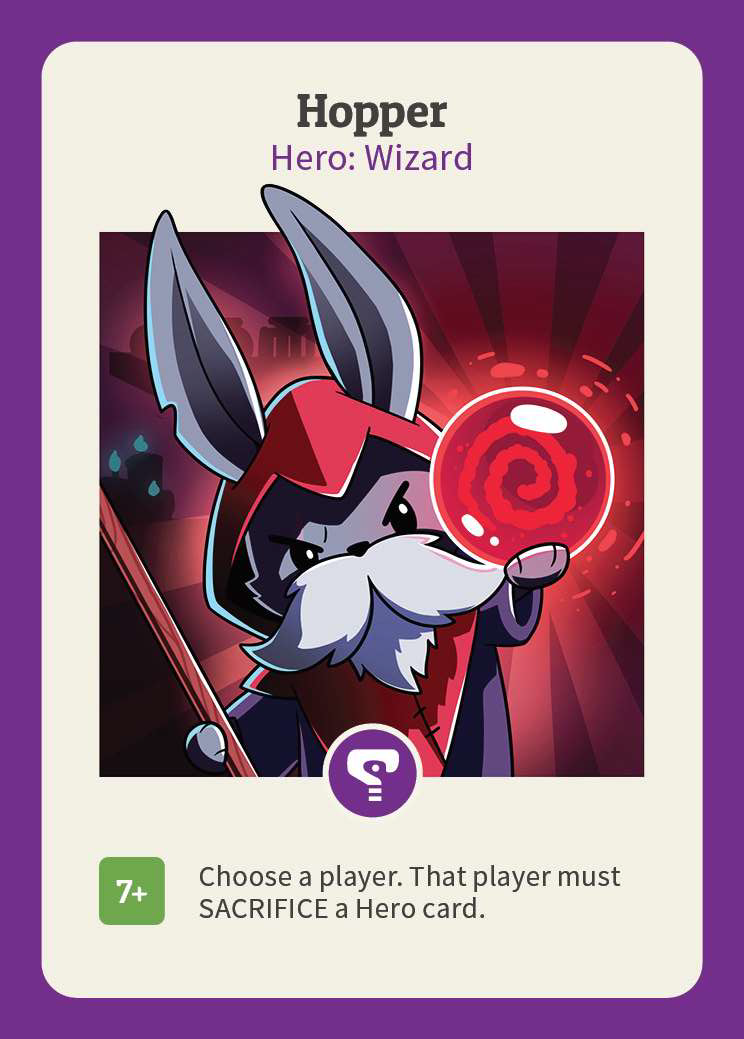 Hopper
Hero: Wizard
7+
Choose a player. That player must
SACRIFICE a Hero card.